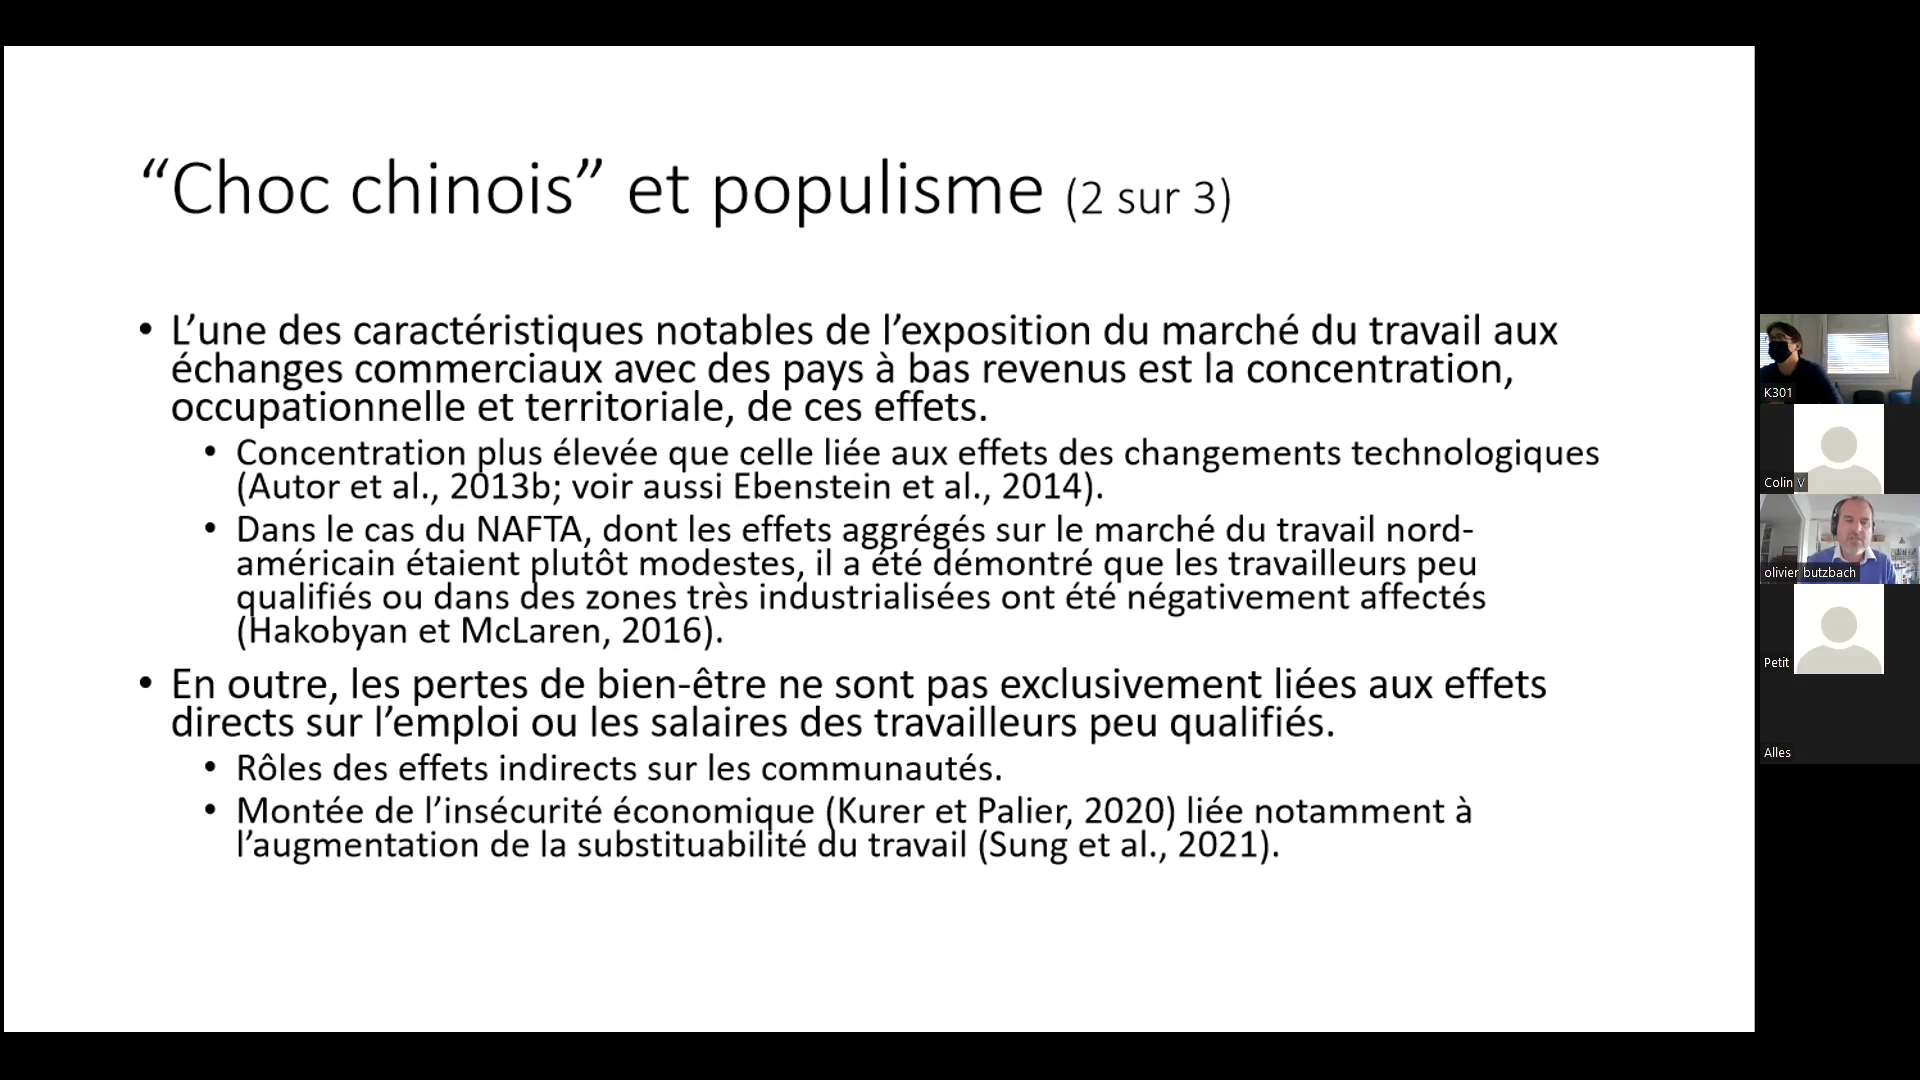 “Choc chinois” et populisme (2 sur 3)
• L’une des caractéristiques notables de l’exposition du marché du travail aux
échanges commerciaux avec des pays à bas revenus est la concentration,
occupationnelle et territoriale, de ces effets.
• Concentration plus élevée que celle liée aux effets des changements technologiques
(Autor et al., 2013b; voir aussi Ebenstein et al., 2014).
• Dans le cas du NAFTA, dont les effets aggrégés sur le marché du travail nord-
américain étaient plutôt modestes, il a été démontré que les travailleurs peu
qualifiés ou dans des zones très industrialisées ont été négativement affectés
(Hakobyan et McLaren, 2016).
• En outre, les pertes de bien-être ne sont pas exclusivement liées aux effets
directs sur l’emploi ou les salaires des travailleurs peu qualifiés.
• Rôles des effets indirects sur les communautés.
• Montée de l’insécurité économique (Kurer et Palier, 2020) liée notamment à
l’augmentation de la substituabilité du travail (Sung et al., 2021).
K301
Colin V
olivier butzbach
Petit
Alles